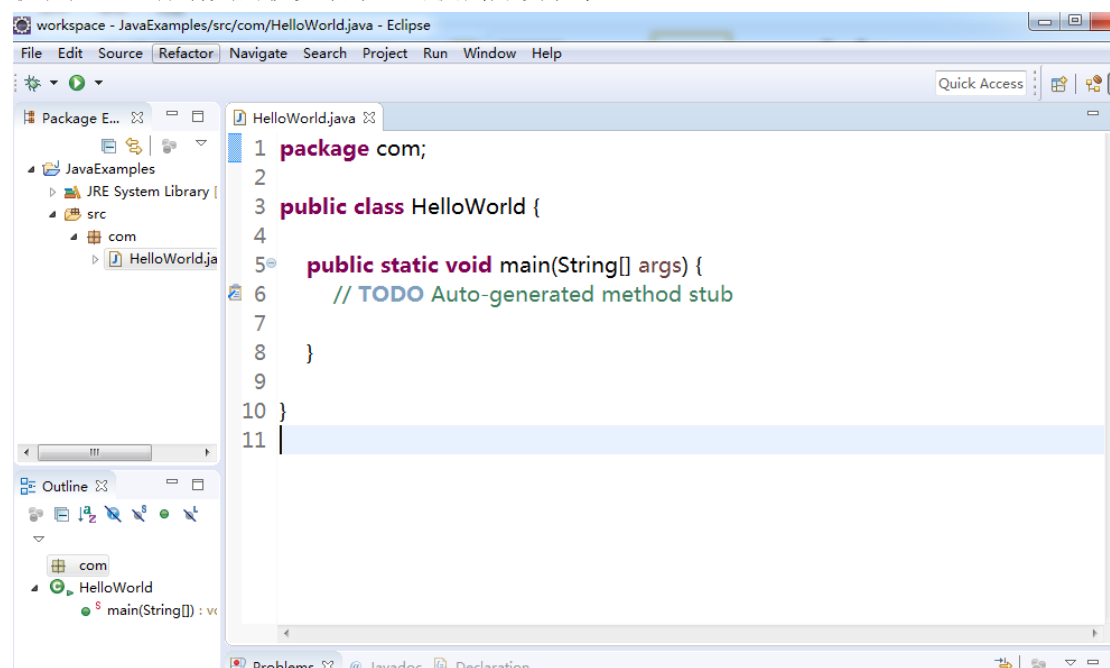 workspace - JavaExamples/src/com/HelloWorld.java - Eclipse
File Edit Source Refactor Navigate Search Project Run Window Help
Quick Access
Package E...
JavaExamples
JRE System Library [
src
com
HelloWorld.ja
HelloWorld.java
1 package com;
2
3 public class HelloWorld {
4
5 public static void main(String[] args) {
6 // TODO Auto-generated method stub
7
8 }
9
10 }
11
Outline
com
HelloWorld
main(String[]) : vo
Problems @ Javadoc Declaration